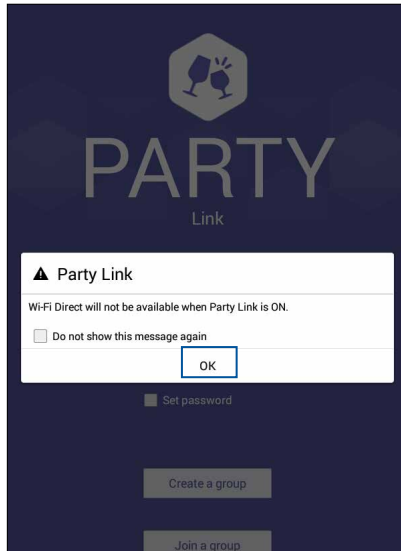 PARTY
Link
Party Link
Wi-Fi Direct will not be available when Party Link is ON.
Do not show this message again
OK
Set password
Create a group
Join a group